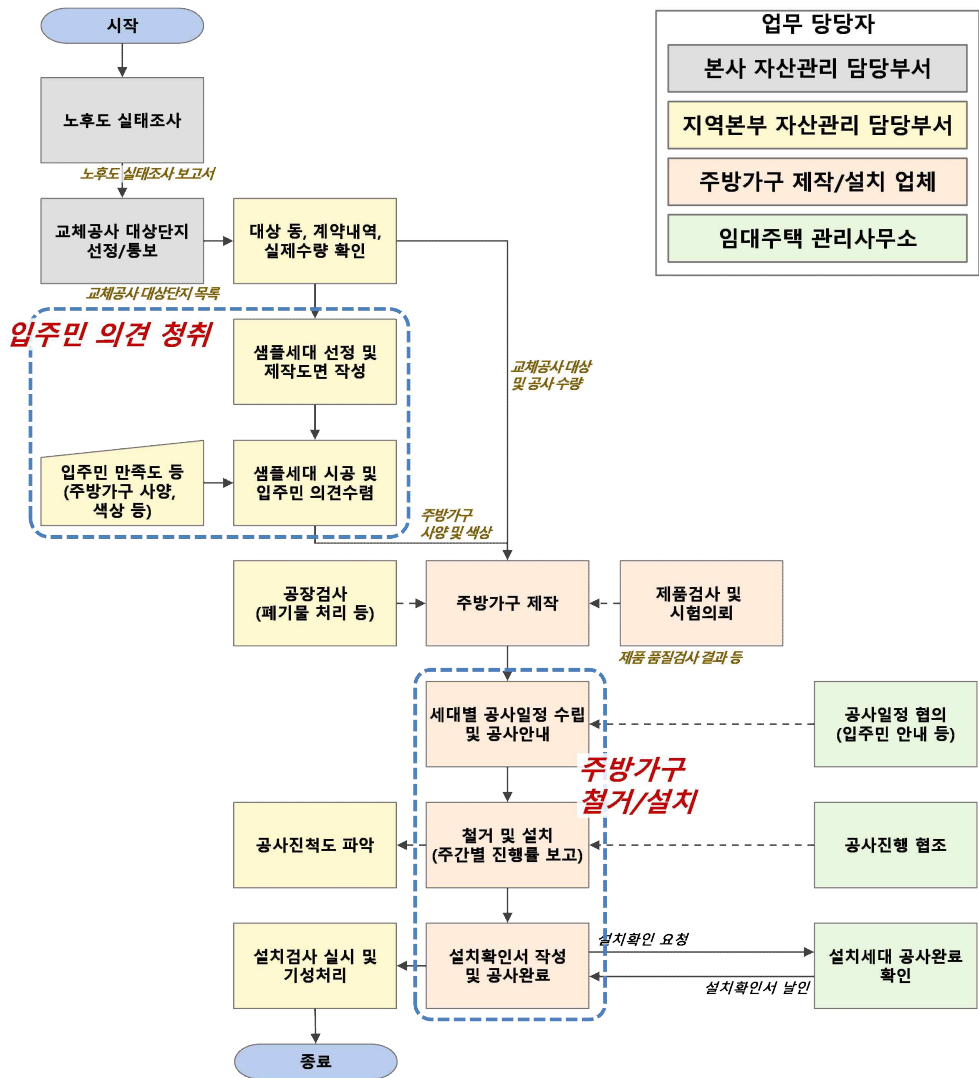 시작
업무 당당자
본사 자산관리 담당부서
지역본부 자산관리 담당부서
주방가구 제작/설치 업체
임대주택 관리사무소
노후도 실태조사
노후도 실태조사 보고서
교체공사 대상단지
선정/통보
대상 동, 계약내역,
실제수량 확인
교체공사 대상단지 목록
입주민 의견 청취
샘플세대 선정 및
제작도면 작성
교체공사 대상
및 공사 수량
입주민 만족도 등
(주방가구 사양,
색상 등)
샘플세대 시공 및
입주민 의견수렴
주방가구
사양 및 색상
공장검사
(폐기물 처리 등)
주방가구 제작
제품검사 및
시험의뢰
제품 품질검사 결과 등
세대별 공사일정 수립
및 공사안내
공사일정 협의
(입주민 안내 등)
주방가구
철거/설치
공사진척도 파악
철거 및 설치
(주간별 진행률 보고)
공사진행 협조
설치검사 실시 및
기성처리
설치확인서 작성
및 공사완료
설치확인 요청
설치확인서 날인
설치세대 공사완료
확인
종료